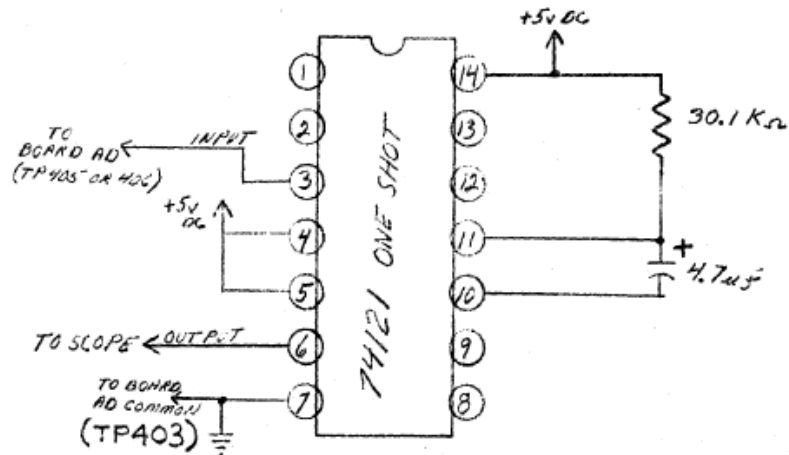 +5v DC
1
2
3
4
5
6
7
14
13
12
11
10
9
8
74121 ONE SHOT
INPUT
TO
BOARD AD
(TP405 OR 406)
+5v
DC
TO SCOPE
OUTPUT
TO BOARD
AD COMMON
(TP403)
30.1 KΩ
+
4.7uf